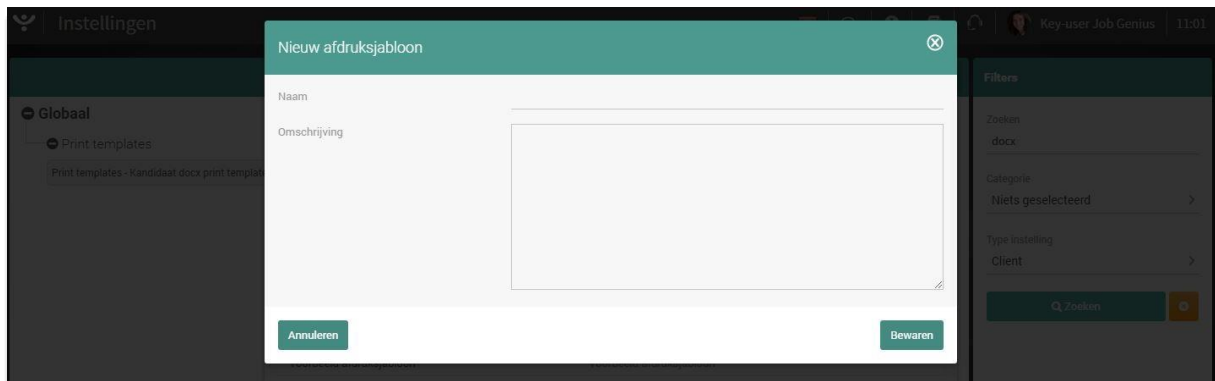 Instellingen
Key-user Job Genius
11:01
Nieuw afdruksjabloon
Naam
Omschrijving
Annuleren
Bewaren
Globaal
Print templates
Print templates - Kandidaat docx print templat
Filters
Zoeken
docx
Categorie
Niets geselecteerd
Type instelling
Client
Zoeken